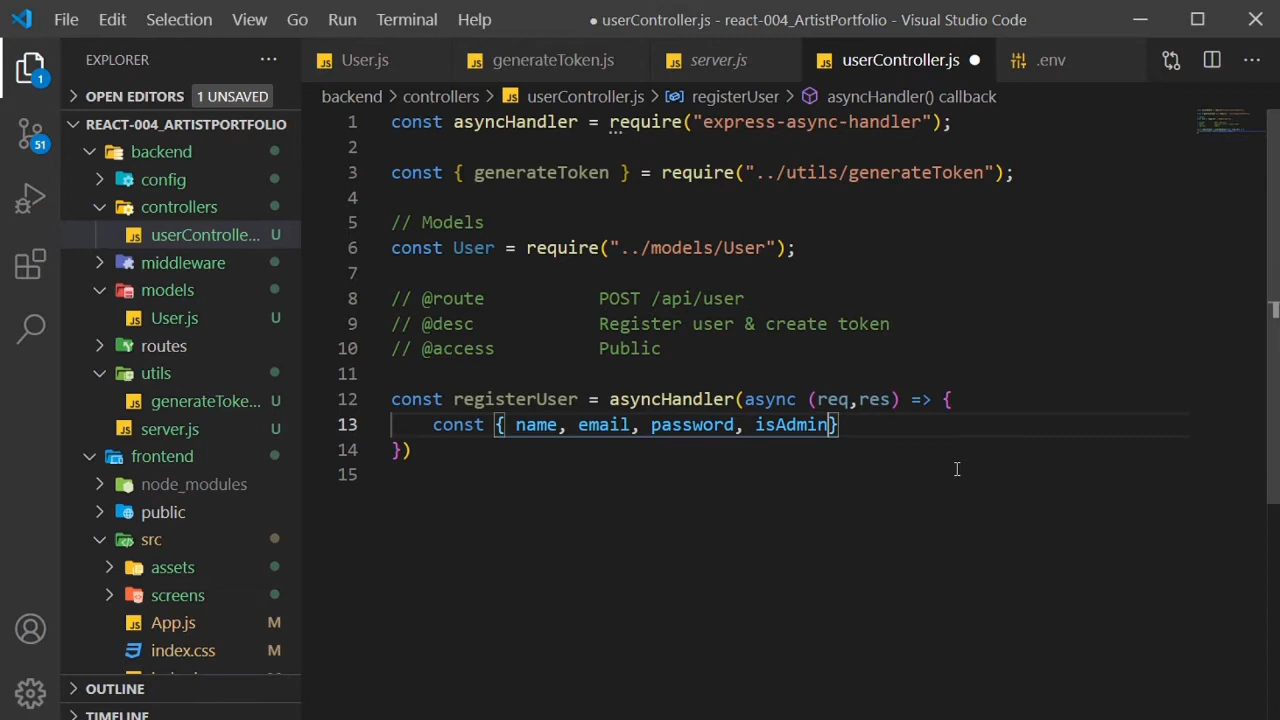 File Edit Selection View Go Run Terminal Help ● userController.js - react-004_ArtistPortfolio - Visual Studio Code
EXPLORER ...
1
51
OPEN EDITORS 1 UNSAVED
REACT-004_ARTISTPORTFOLIO
backend
config
controllers
userControlle... U
middleware
models
User.js U
routes
utils
generateToke... U
server.js U
frontend
node_modules
public
src
assets
screens
App.js M
index.css M
OUTLINE
TIMELINE
User.js generateToken.js server.js userController.js ● .env ...
backend > controllers > userController.js > registerUser > asyncHandler() callback
1 const asyncHandler = require("express-async-handler");
2
3 const { generateToken } = require("../utils/generateToken");
4
5 // Models
6 const User = require("../models/User");
7
8 // @route POST /api/user
9 // @desc Register user & create token
10 // @access Public
11
12 const registerUser = asyncHandler(async (req,res) => {
13 const { name, email, password, isAdmin}
14 })
15